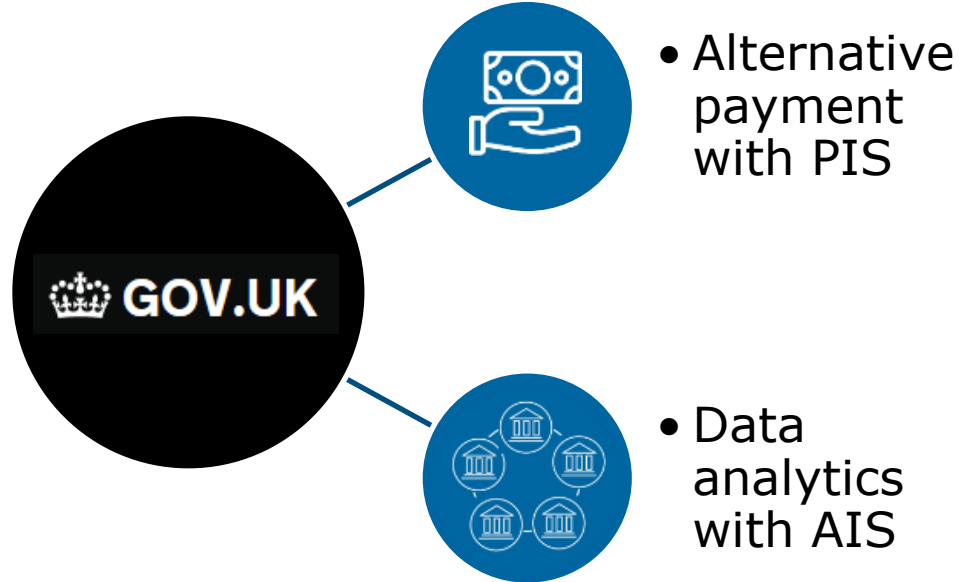 • Alternative
payment
with PIS
GOV.UK
• Data
analytics
with AIS